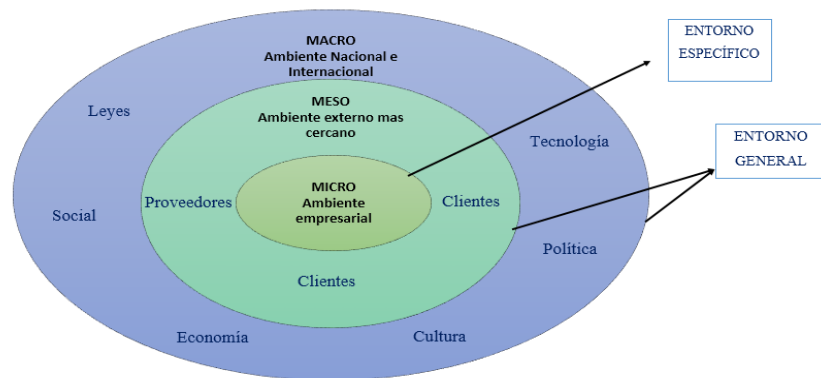 MACRO
Ambiente Nacional e
Internacional
ENTORNO
ESPECÍFICO
MESO
Ambiente externo mas
cercano
Leyes
Tecnología
ENTORNO
GENERAL
MICRO
Ambiente
empresarial
Proveedores
Clientes
Social
Política
Clientes
Economía
Cultura